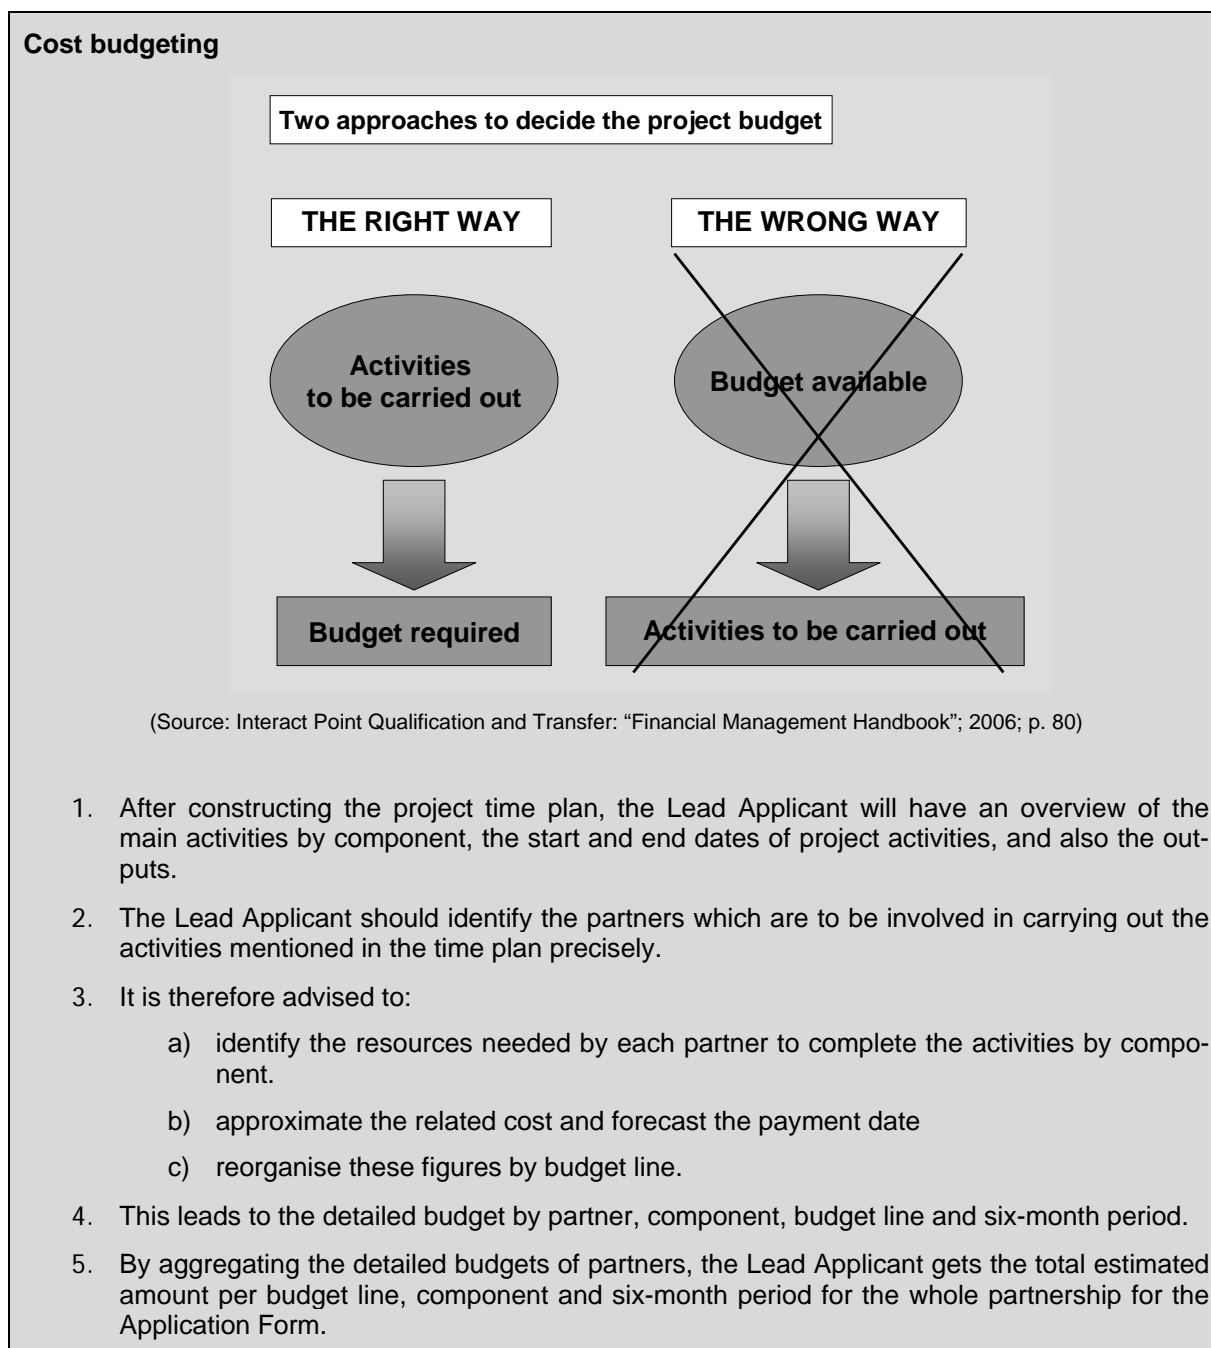 Cost budgeting
Two approaches to decide the project budget
THE RIGHT WAY
THE WRONG WAY
Activities
to be carried out
Budget available
Budget required
Activities to be carried out
(Source: Interact Point Qualification and Transfer: “Financial Management Handbook”; 2006; p. 80)
1. After constructing the project time plan, the Lead Applicant will have an overview of the
main activities by component, the start and end dates of project activities, and also the out-
puts.
2. The Lead Applicant should identify the partners which are to be involved in carrying out the
activities mentioned in the time plan precisely.
3. It is therefore advised to:
a) identify the resources needed by each partner to complete the activities by compo-
nent.
b) approximate the related cost and forecast the payment date
c) reorganise these figures by budget line.
4. This leads to the detailed budget by partner, component, budget line and six-month period.
5. By aggregating the detailed budgets of partners, the Lead Applicant gets the total estimated
amount per budget line, component and six-month period for the whole partnership for the
Application Form.